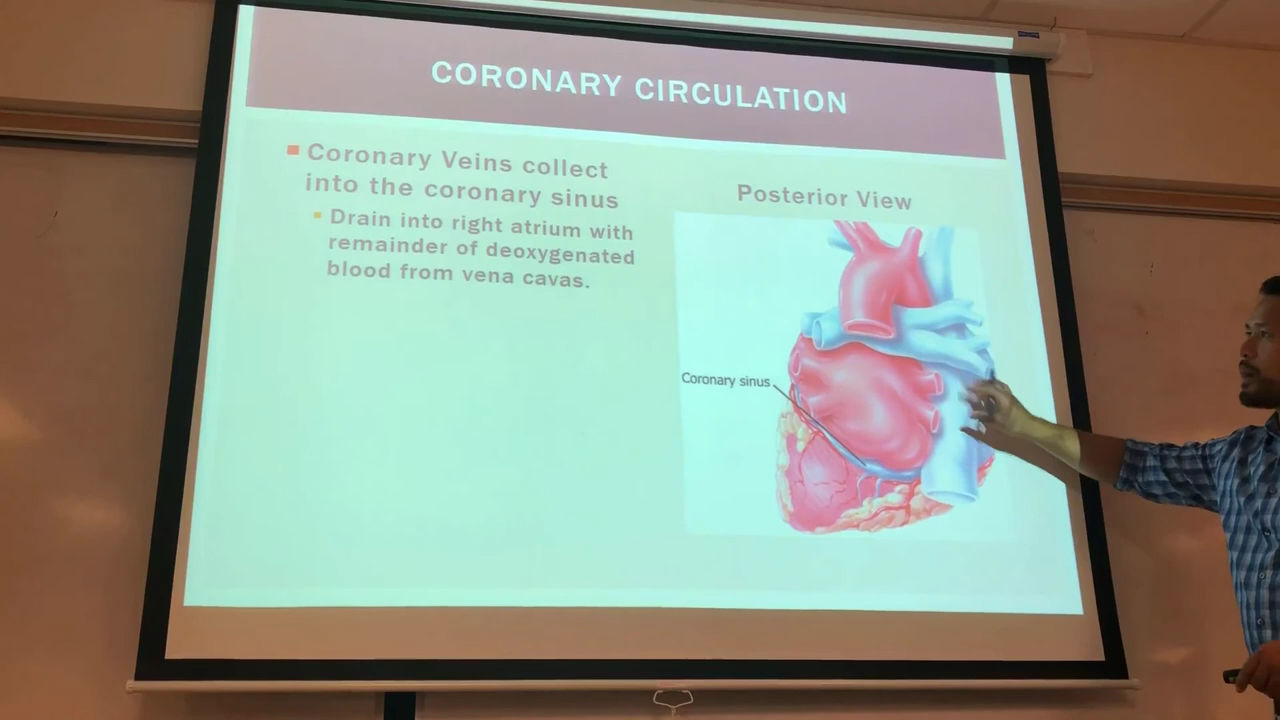 CORONARY CIRCULATION
Coronary Veins collect
into the coronary sinus
Drain into right atrium with
remainder of deoxygenated
blood from vena cavas.
Posterior View
Coronary sinus